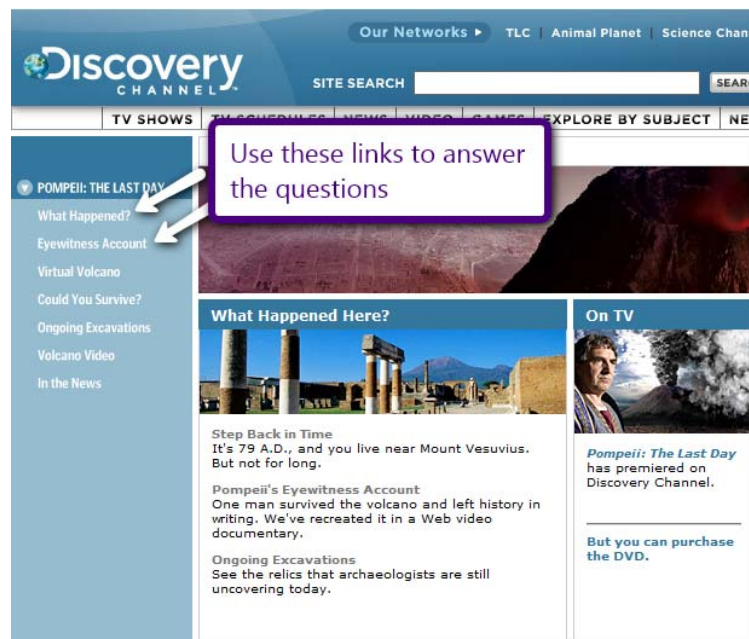 Our Networks ▸ TLC | Animal Planet | Science Chan
Discovery
CHANNEL
SITE SEARCH
SEAR
TV SHOWS TV SCHEDULES NEWS VIDEO GAMES EXPLORE BY SUBJECT NE
Use these links to answer
the questions
POMPEII: THE LAST DAY
What Happened?
Eyewitness Account
Virtual Volcano
Could You Survive?
Ongoing Excavations
Volcano Video
In the News
What Happened Here?
Step Back in Time
It's 79 A.D., and you live near Mount Vesuvius.
But not for long.
Pompeii's Eyewitness Account
One man survived the volcano and left history in
writing. We've recreated it in a Web video
documentary.
Ongoing Excavations
See the relics that archaeologists are still
uncovering today.
On TV
Pompeii: The Last Day
has premiered on
Discovery Channel.
But you can purchase
the DVD.